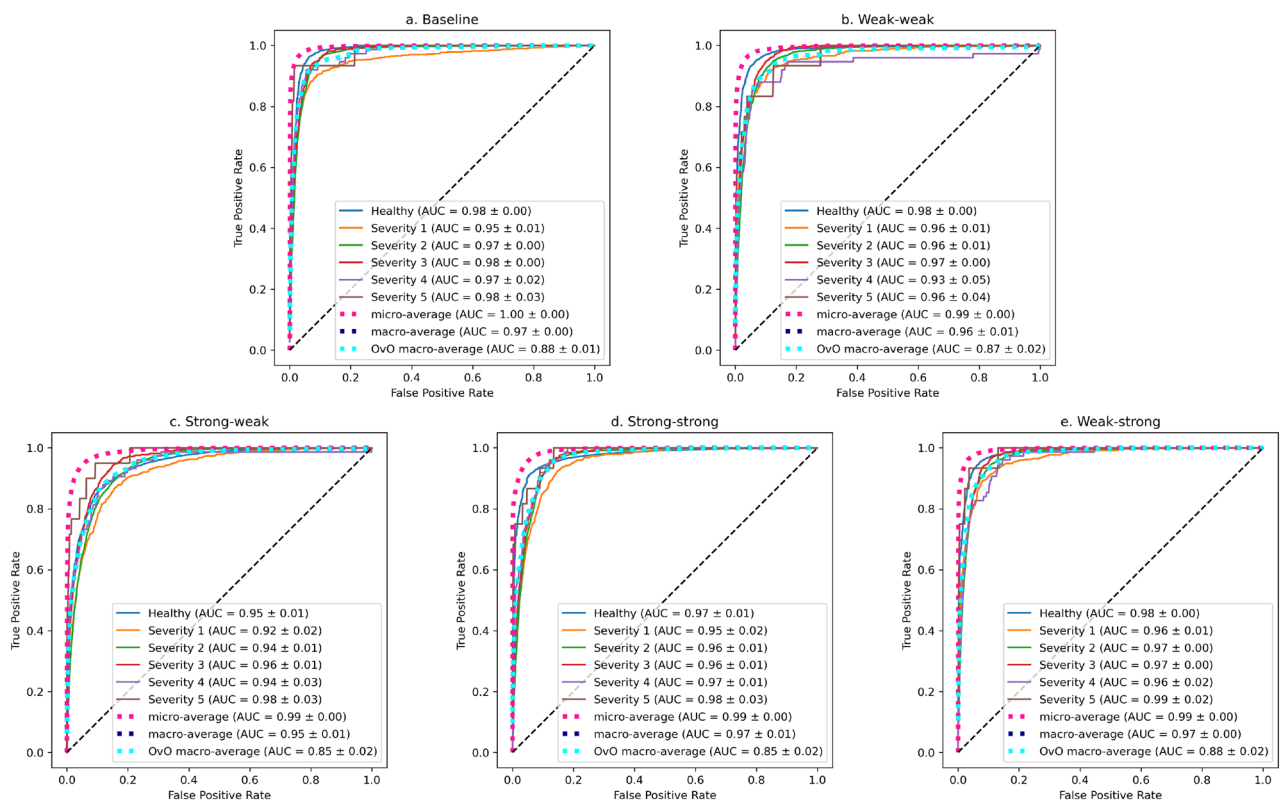 a. Baseline
True Positive Rate
1.0
0.8
0.6
0.4
0.2
0.0
Healthy (AUC = 0.98 ± 0.00)
Severity 1 (AUC = 0.95 ± 0.01)
Severity 2 (AUC = 0.97 ± 0.00)
Severity 3 (AUC = 0.98 ± 0.00)
Severity 4 (AUC = 0.97 ± 0.02)
Severity 5 (AUC = 0.98 ± 0.03)
micro-average (AUC = 1.00 ± 0.00)
macro-average (AUC = 0.97 ± 0.00)
OvO macro-average (AUC = 0.88 ± 0.01)
0.0 0.2 0.4 0.6 0.8 1.0
False Positive Rate
b. Weak-weak
True Positive Rate
1.0
0.8
0.6
0.4
0.2
0.0
Healthy (AUC = 0.98 ± 0.00)
Severity 1 (AUC = 0.96 ± 0.01)
Severity 2 (AUC = 0.96 ± 0.01)
Severity 3 (AUC = 0.97 ± 0.00)
Severity 4 (AUC = 0.93 ± 0.05)
Severity 5 (AUC = 0.96 ± 0.04)
micro-average (AUC = 0.99 ± 0.00)
macro-average (AUC = 0.96 ± 0.01)
OvO macro-average (AUC = 0.87 ± 0.02)
0.0 0.2 0.4 0.6 0.8 1.0
False Positive Rate
c. Strong-weak
True Positive Rate
1.0
0.8
0.6
0.4
0.2
0.0
Healthy (AUC = 0.95 ± 0.01)
Severity 1 (AUC = 0.92 ± 0.02)
Severity 2 (AUC = 0.94 ± 0.01)
Severity 3 (AUC = 0.96 ± 0.01)
Severity 4 (AUC = 0.94 ± 0.03)
Severity 5 (AUC = 0.98 ± 0.03)
micro-average (AUC = 0.99 ± 0.00)
macro-average (AUC = 0.95 ± 0.01)
OvO macro-average (AUC = 0.85 ± 0.02)
0.0 0.2 0.4 0.6 0.8 1.0
False Positive Rate
d. Strong-strong
True Positive Rate
1.0
0.8
0.6
0.4
0.2
0.0
Healthy (AUC = 0.97 ± 0.01)
Severity 1 (AUC = 0.95 ± 0.02)
Severity 2 (AUC = 0.96 ± 0.01)
Severity 3 (AUC = 0.96 ± 0.01)
Severity 4 (AUC = 0.97 ± 0.01)
Severity 5 (AUC = 0.98 ± 0.03)
micro-average (AUC = 0.99 ± 0.00)
macro-average (AUC = 0.97 ± 0.01)
OvO macro-average (AUC = 0.85 ± 0.02)
0.0 0.2 0.4 0.6 0.8 1.0
False Positive Rate
e. Weak-strong
True Positive Rate
1.0
0.8
0.6
0.4
0.2
0.0
Healthy (AUC = 0.98 ± 0.00)
Severity 1 (AUC = 0.96 ± 0.01)
Severity 2 (AUC = 0.97 ± 0.00)
Severity 3 (AUC = 0.97 ± 0.00)
Severity 4 (AUC = 0.96 ± 0.02)
Severity 5 (AUC = 0.99 ± 0.02)
micro-average (AUC = 0.99 ± 0.00)
macro-average (AUC = 0.97 ± 0.00)
OvO macro-average (AUC = 0.88 ± 0.02)
0.0 0.2 0.4 0.6 0.8 1.0
False Positive Rate